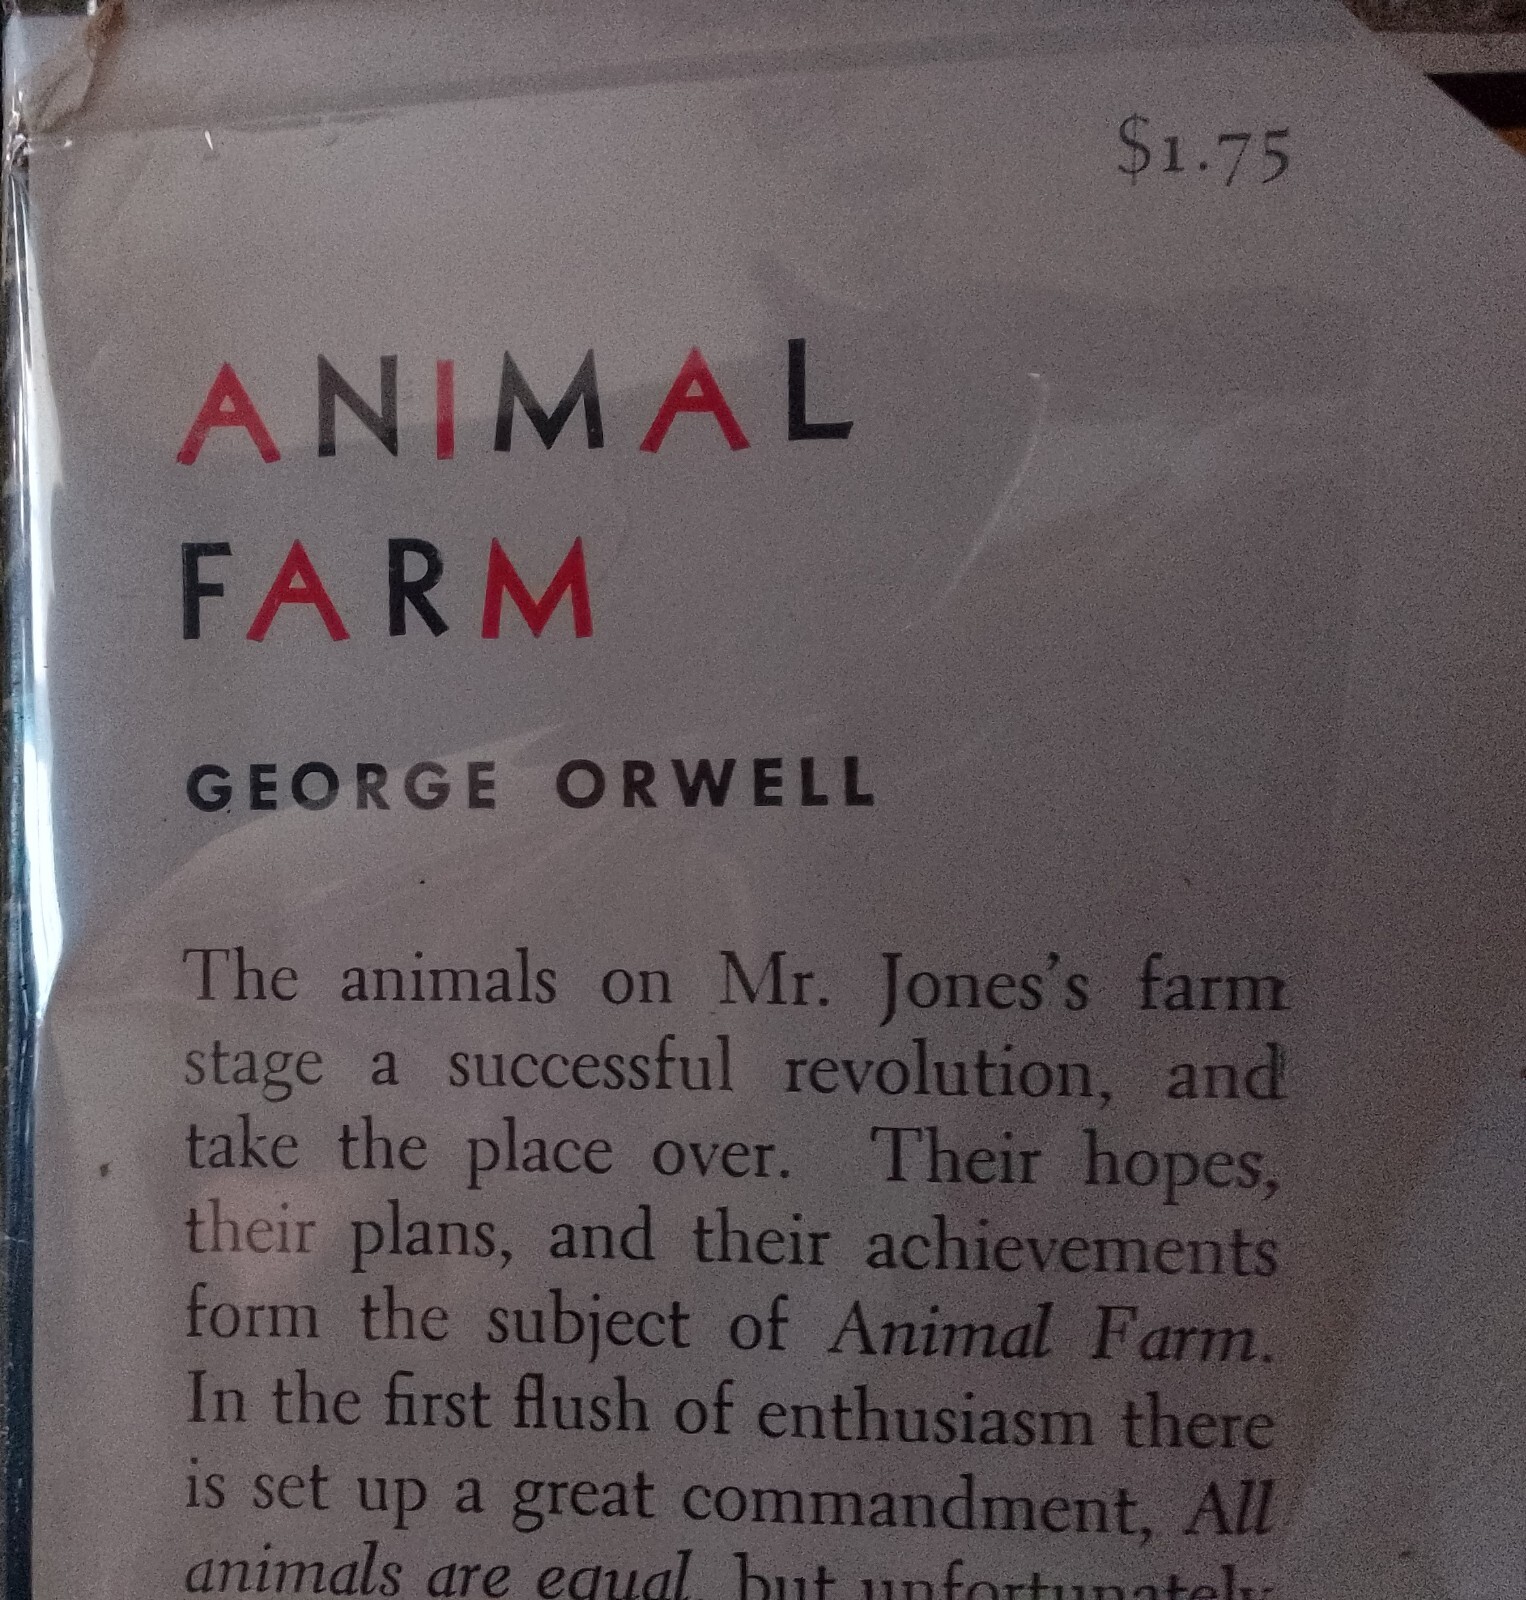 $1.75
ANIMAL
FARM
GEORGE ORWELL
The animals on Mr. Jones's farm
stage a successful revolution, and
take the place over. Their hopes,
their plans, and their achievements
form the subject of Animal Farm.
In the first flush of enthusiasm there
is set up a great commandment, All
animals are equal, but unfortunately